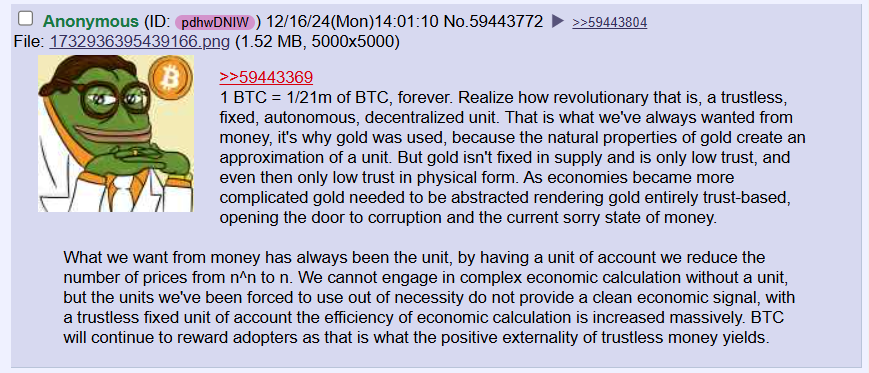 Anonymous (ID: pdhwDNIW) 12/16/24(Mon)14:01:10 No.59443772 ▶ >>59443804
File: 1732936395439166.png (1.52 MB, 5000x5000)
>>59443369
1 BTC = 1/21m of BTC, forever. Realize how revolutionary that is, a trustless,
fixed, autonomous, decentralized unit. That is what we've always wanted from
money, it's why gold was used, because the natural properties of gold create an
approximation of a unit. But gold isn't fixed in supply and is only low trust, and
even then only low trust in physical form. As economies became more
complicated gold needed to be abstracted rendering gold entirely trust-based,
opening the door to corruption and the current sorry state of money.
What we want from money has always been the unit, by having a unit of account we reduce the
number of prices from n^n to n. We cannot engage in complex economic calculation without a unit,
but the units we've been forced to use out of necessity do not provide a clean economic signal, with
a trustless fixed unit of account the efficiency of economic calculation is increased massively. BTC
will continue to reward adopters as that is what the positive externality of trustless money yields.